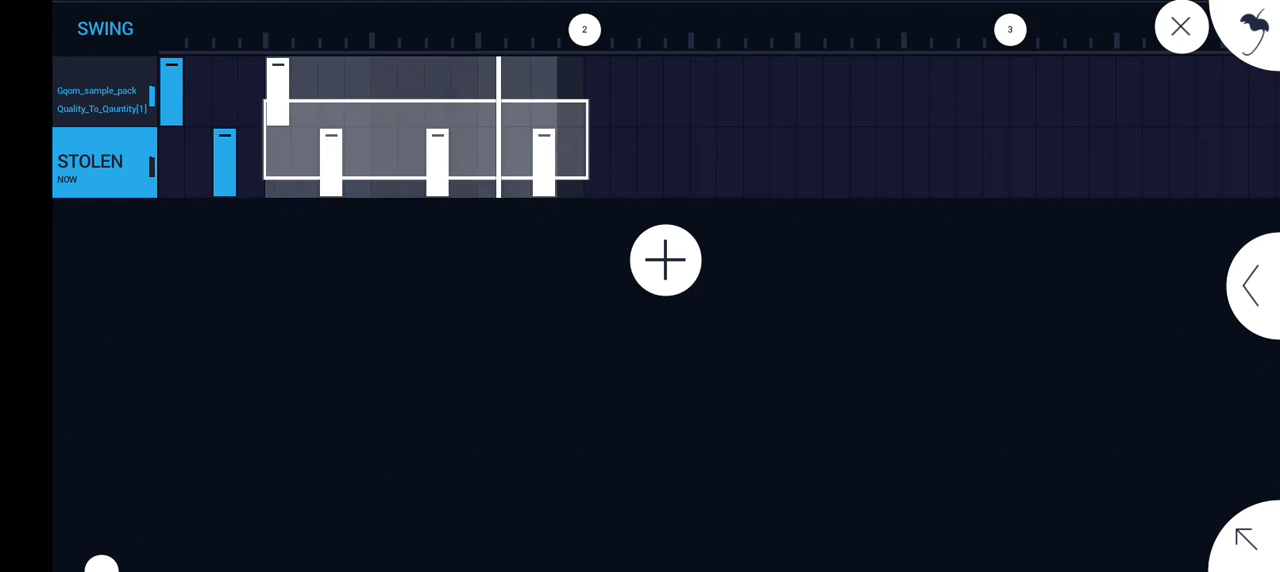 SWING
2
3
Gqom_sample_pack
Quality_To_Qauntity[1]
STOLEN
NOW